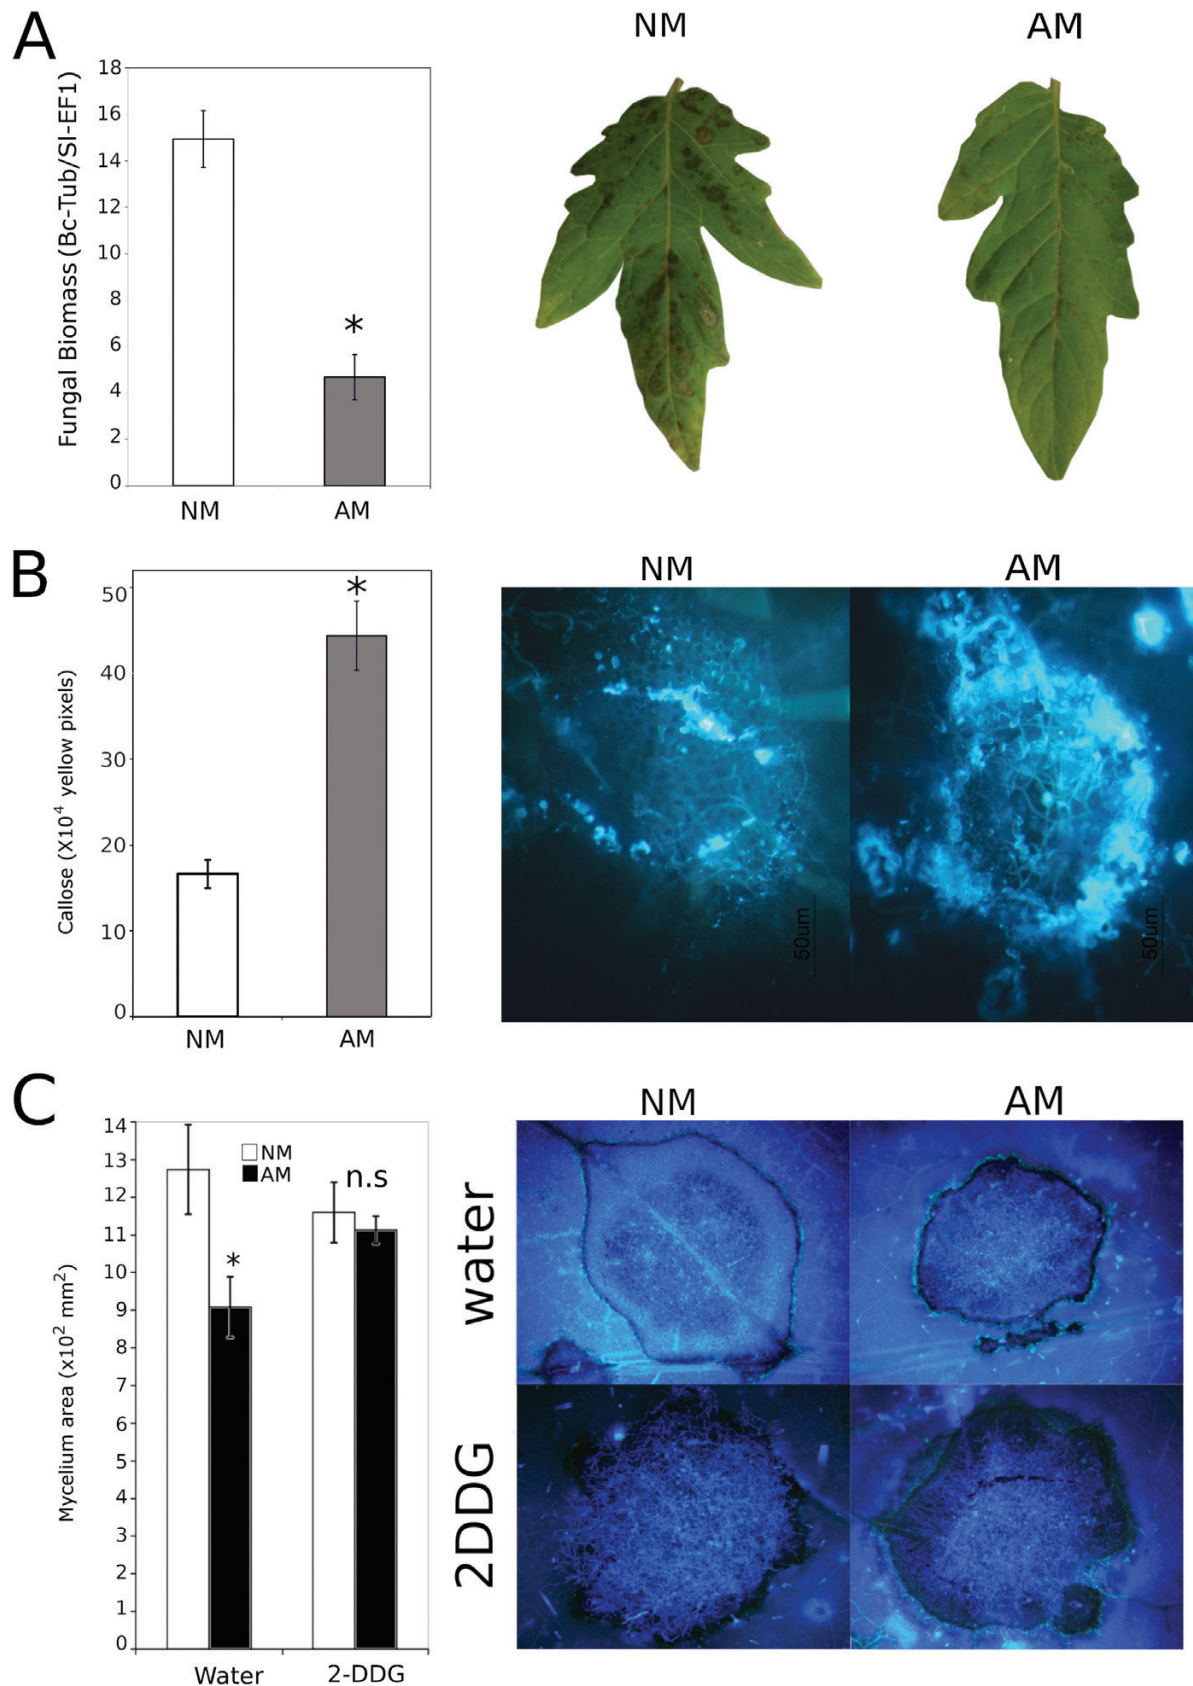 A
NM
AM
Fungal Biomass (Bc-Tub/Sl-EF1)
18
16
14
12
10
8
6
4
2
0
*
NM
AM
B
NM
AM
Callose (X10⁴ yellow pixels)
50
40
30
20
10
0
*
NM
AM
50um
50um
C
NM
AM
Mycelium area (x10² mm²)
14
13
12
11
10
9
8
7
6
5
4
3
2
1
0
NM
AM
*
n.s
Water
2-DDG
water
2DDG